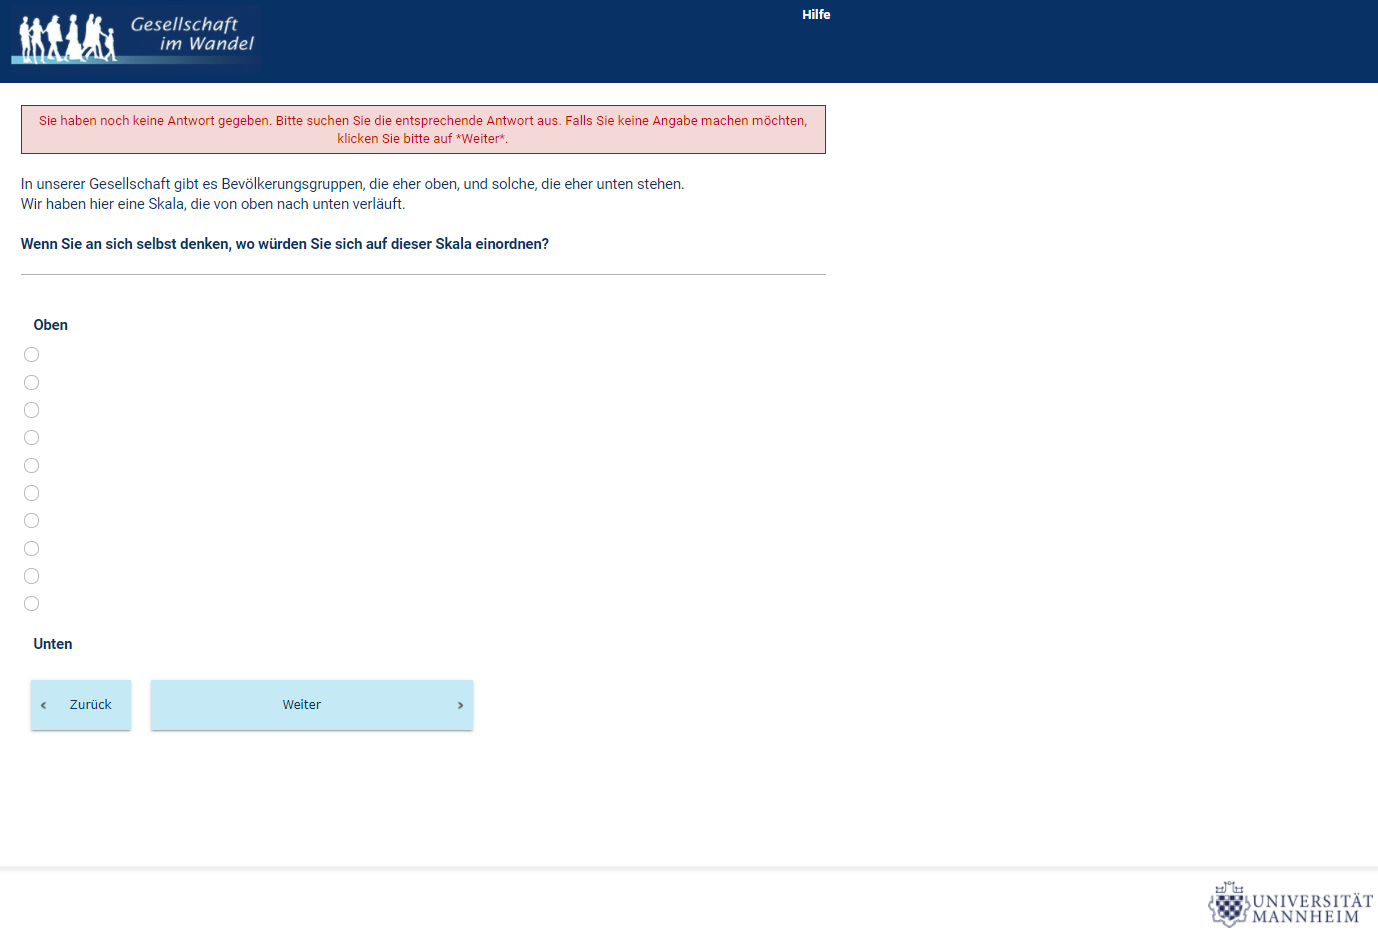 Gesellschaft
im Wandel
Hilfe
Sie haben noch keine Antwort gegeben. Bitte suchen Sie die entsprechende Antwort aus. Falls Sie keine Angabe machen möchten,
klicken Sie bitte auf *Weiter*.
In unserer Gesellschaft gibt es Bevölkerungsgruppen, die eher oben, und solche, die eher unten stehen.
Wir haben hier eine Skala, die von oben nach unten verläuft.
Wenn Sie an sich selbst denken, wo würden Sie sich auf dieser Skala einordnen?
Oben
Unten
‹ Zurück
Weiter ›
UNIVERSITÄT
MANNHEIM